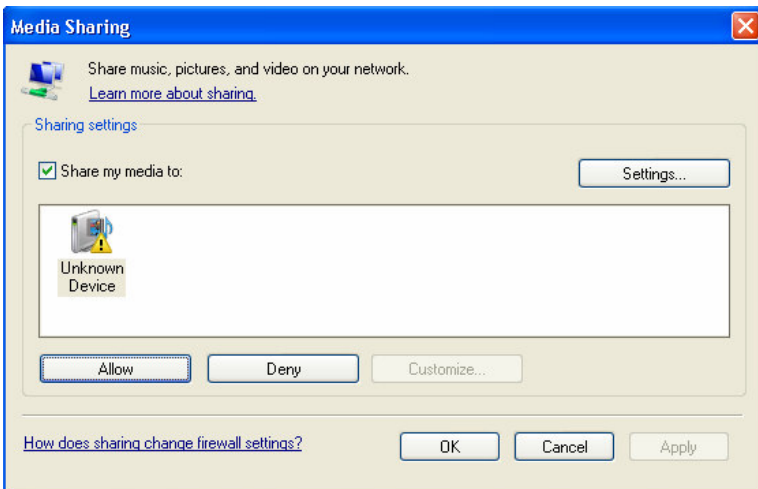 Media Sharing
Share music, pictures, and video on your network.
Learn more about sharing.
Sharing settings
Share my media to:
Settings...
Unknown
Device
Allow
Deny
Customize...
How does sharing change firewall settings?
OK
Cancel
Apply